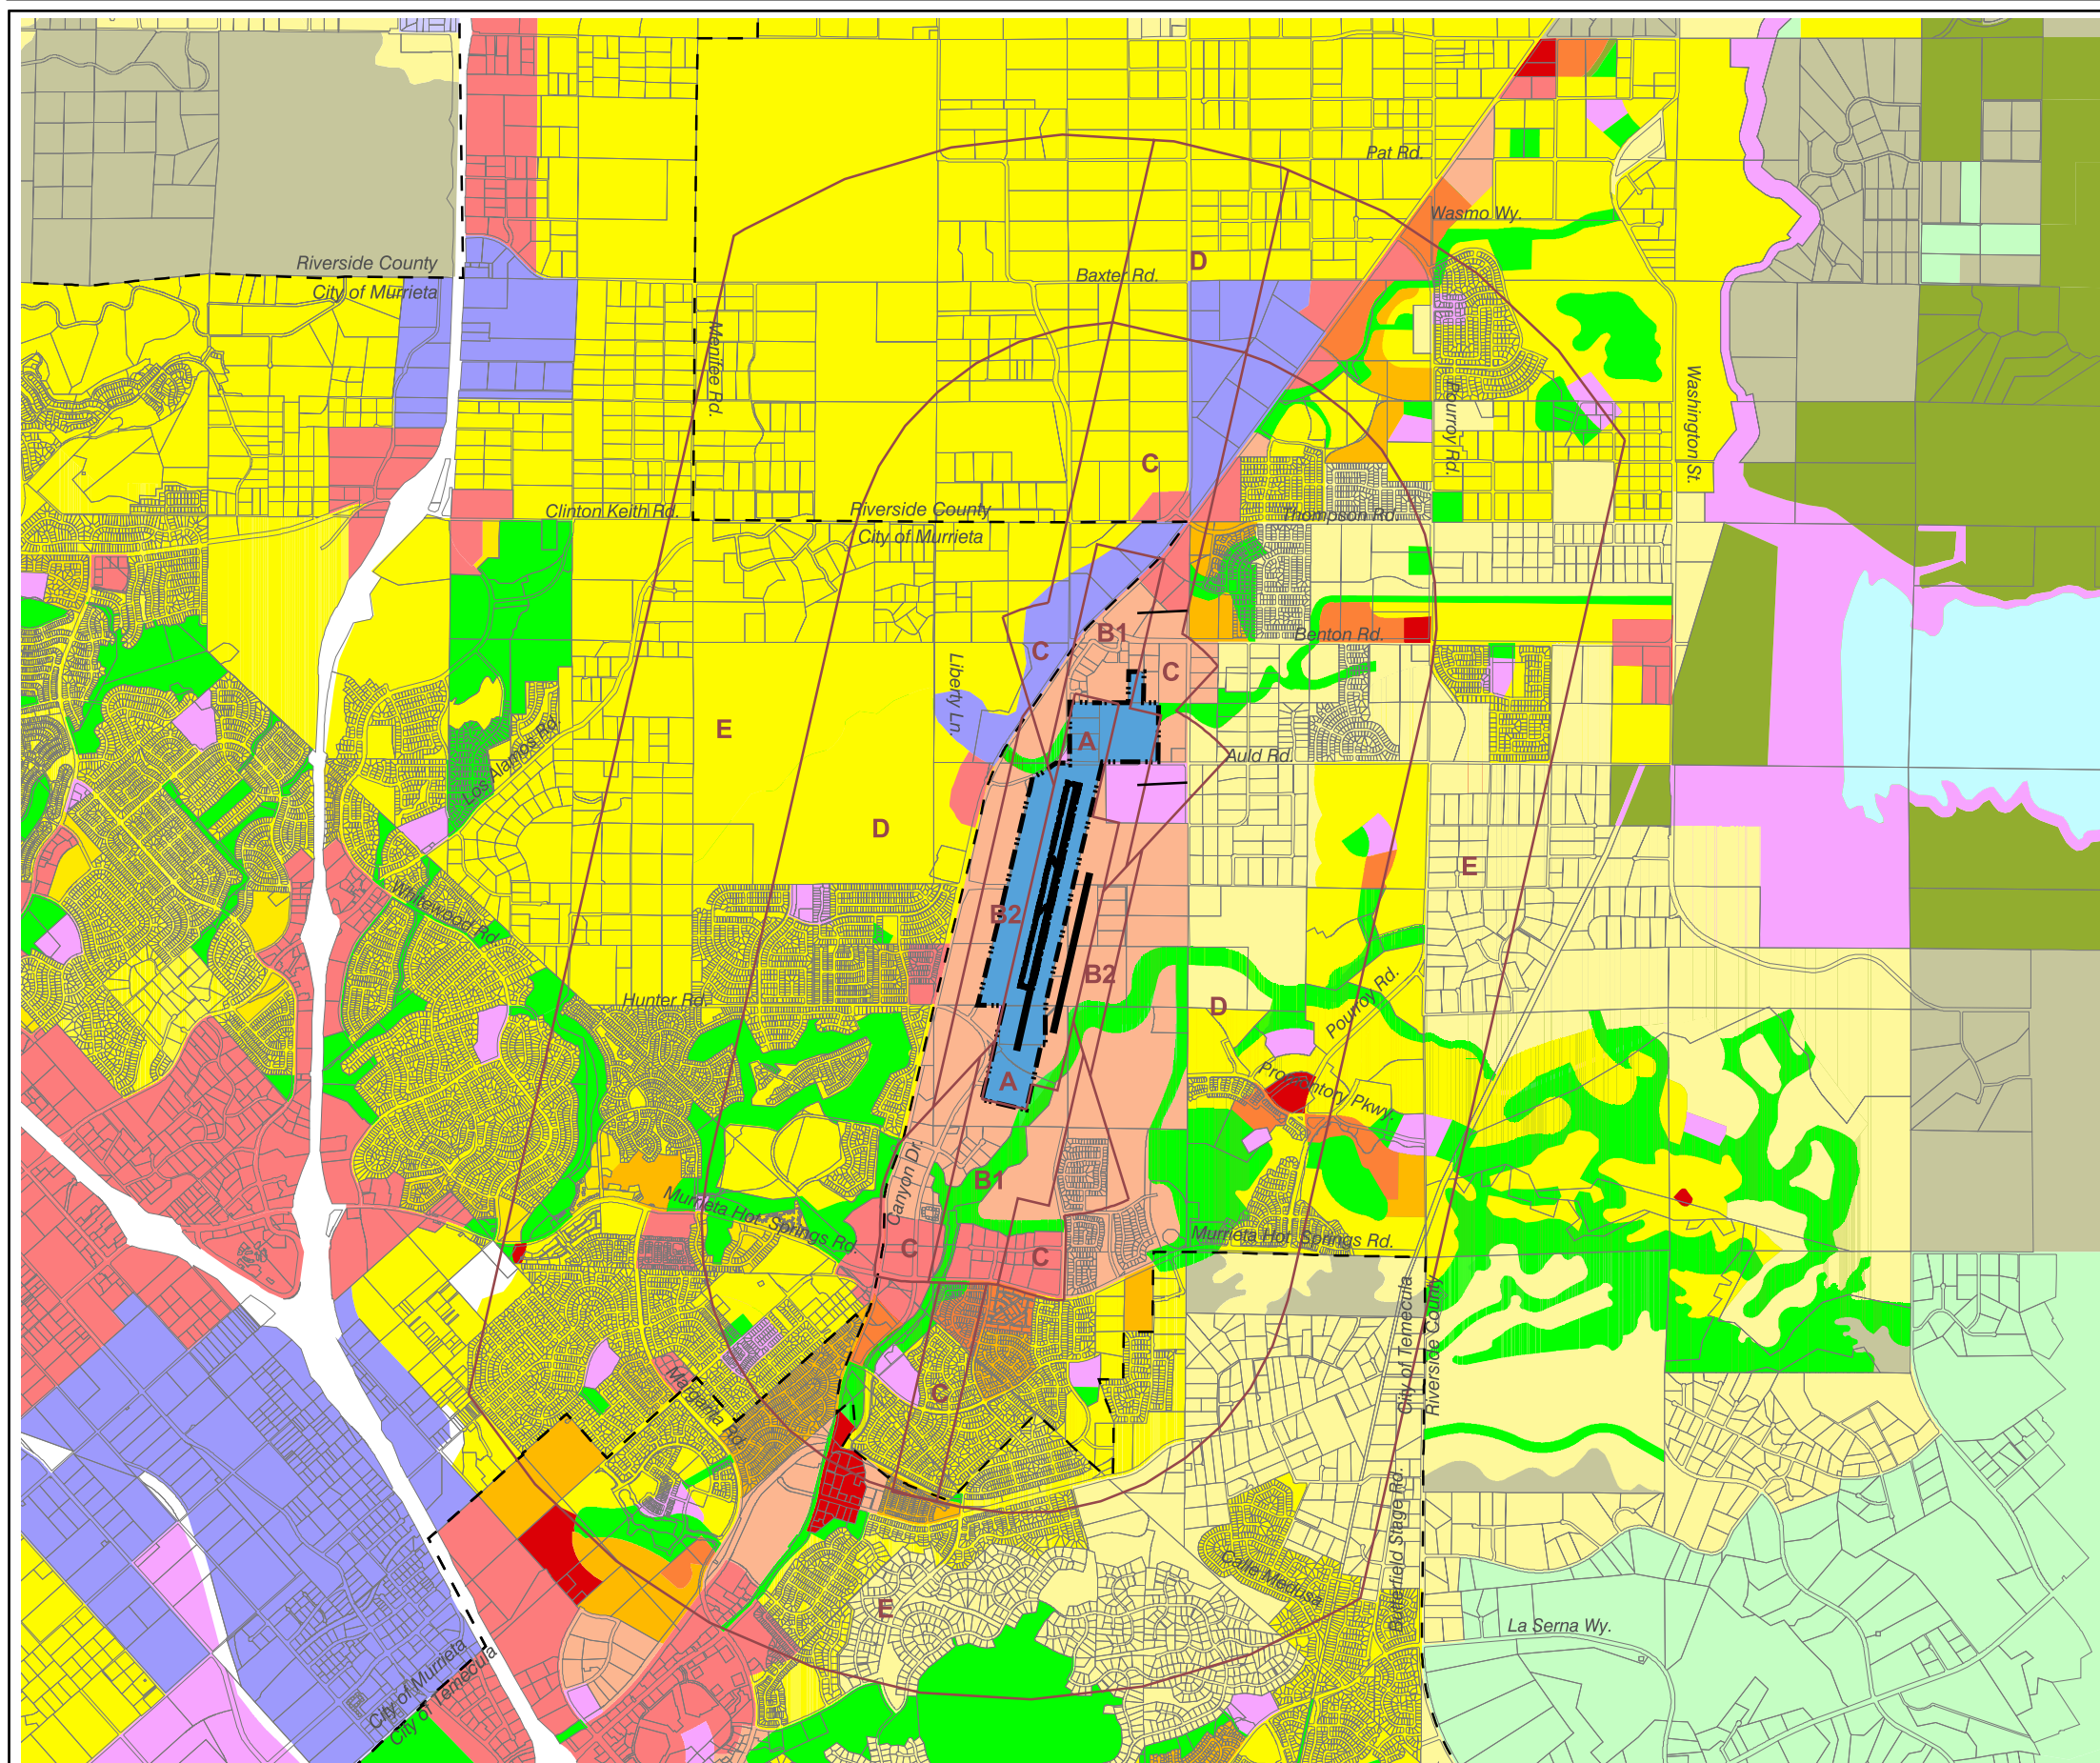 Pat Rd.
Wasmo Wy.
Riverside County
City of Murrieta
D
Baxter Rd.
Menifee Rd.
Pourroy Rd.
Washington St.
C
Clinton Keith Rd.
Riverside County
City of Murrieta
Thompson Rd.
B1
Benton Rd.
C
C
Liberty Ln.
E
A
Auld Rd.
Los Alamos Rd.
D
E
Whitewood Rd.
B2
B2
Hunter Rd.
D
Pourroy Rd.
A
Promontory Pkwy.
B1
Canyon Dr.
Murrieta Hot Springs Rd.
Murrieta Hot Springs Rd.
C
C
City of Temecula
Riverside County
Margarita Rd.
C
Butterfield Stage Rd.
Calle Medusa
E
La Serna Wy.
City of Murrieta
City of Temecula